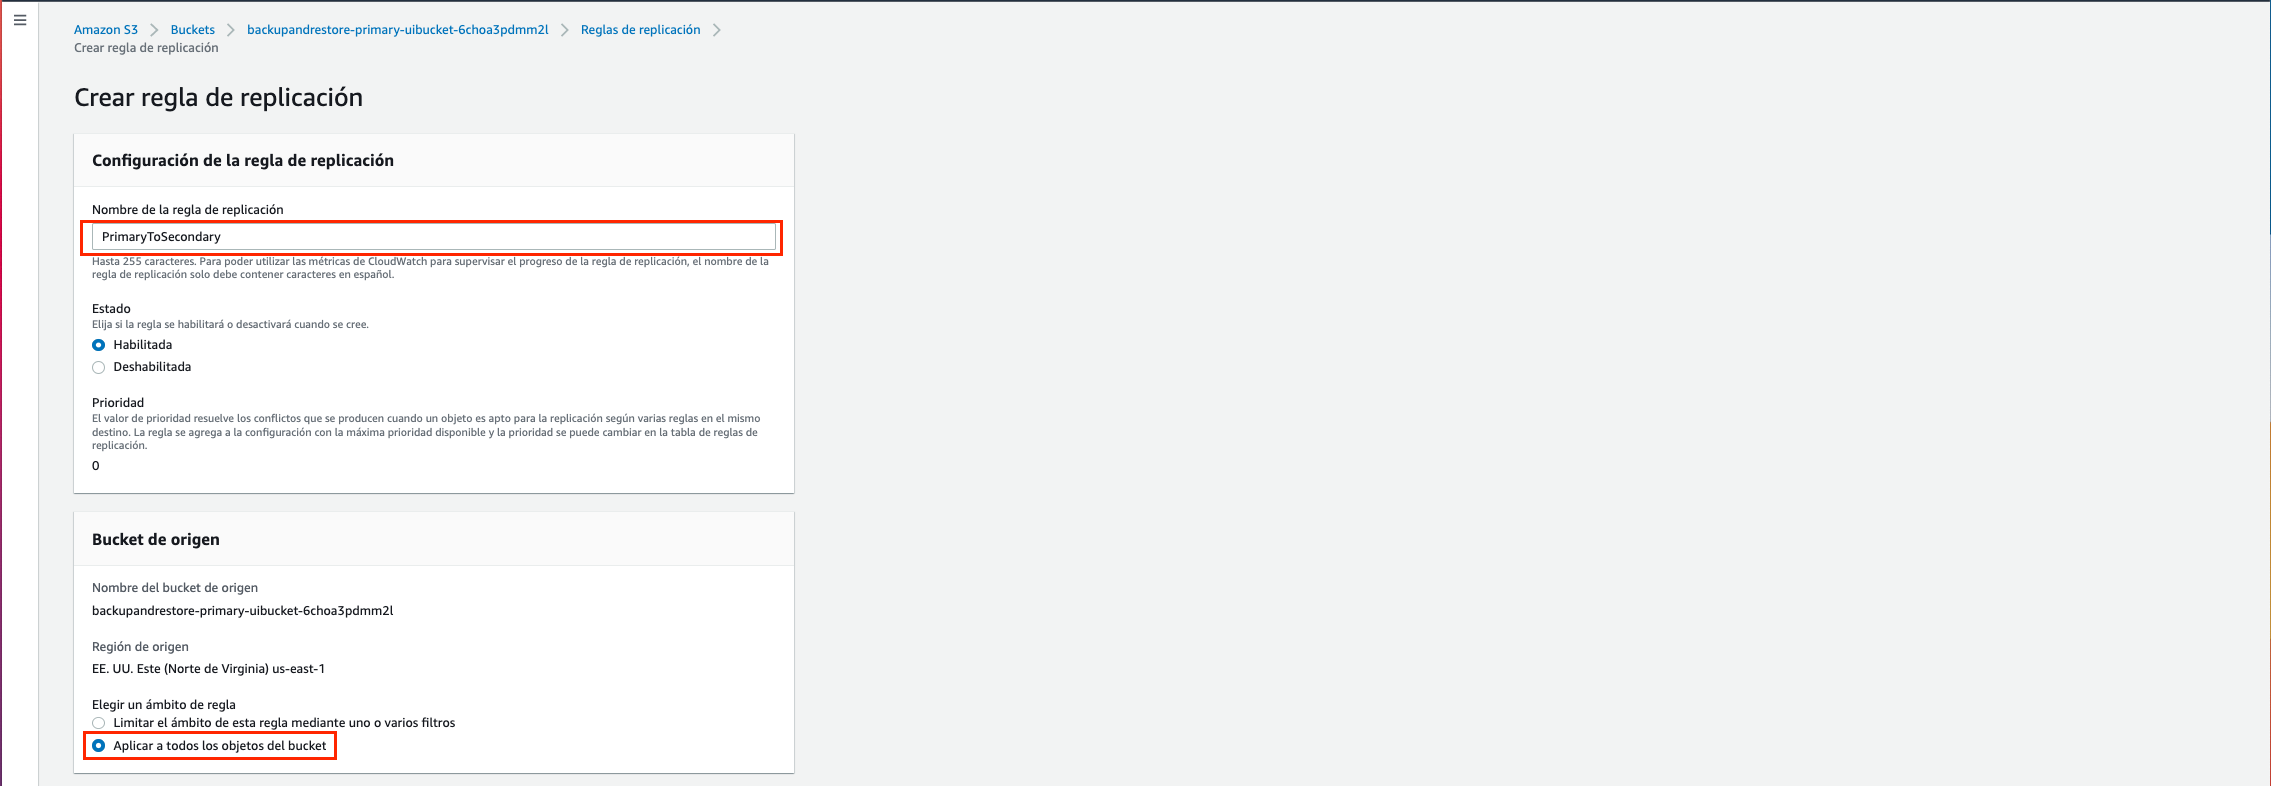 Amazon S3 > Buckets > backupandrestore-primary-uibucket-6choa3pdmm2l > Reglas de replicación >
Crear regla de replicación
Crear regla de replicación
Configuración de la regla de replicación
Nombre de la regla de replicación
PrimaryToSecondary
Hasta 255 caracteres. Para poder utilizar las métricas de CloudWatch para supervisar el progreso de la regla de replicación, el nombre de la
regla de replicación solo debe contener caracteres en español.
Estado
Elija si la regla se habilitará o desactivará cuando se cree.
Habilitada
Deshabilitada
Prioridad
El valor de prioridad resuelve los conflictos que se producen cuando un objeto es apto para la replicación según varias reglas en el mismo
destino. La regla se agrega a la configuración con la máxima prioridad disponible y la prioridad se puede cambiar en la tabla de reglas de
replicación.
0
Bucket de origen
Nombre del bucket de origen
backupandrestore-primary-uibucket-6choa3pdmm2l
Región de origen
EE. UU. Este (Norte de Virginia) us-east-1
Elegir un ámbito de regla
Limitar el ámbito de esta regla mediante uno o varios filtros
Aplicar a todos los objetos del bucket